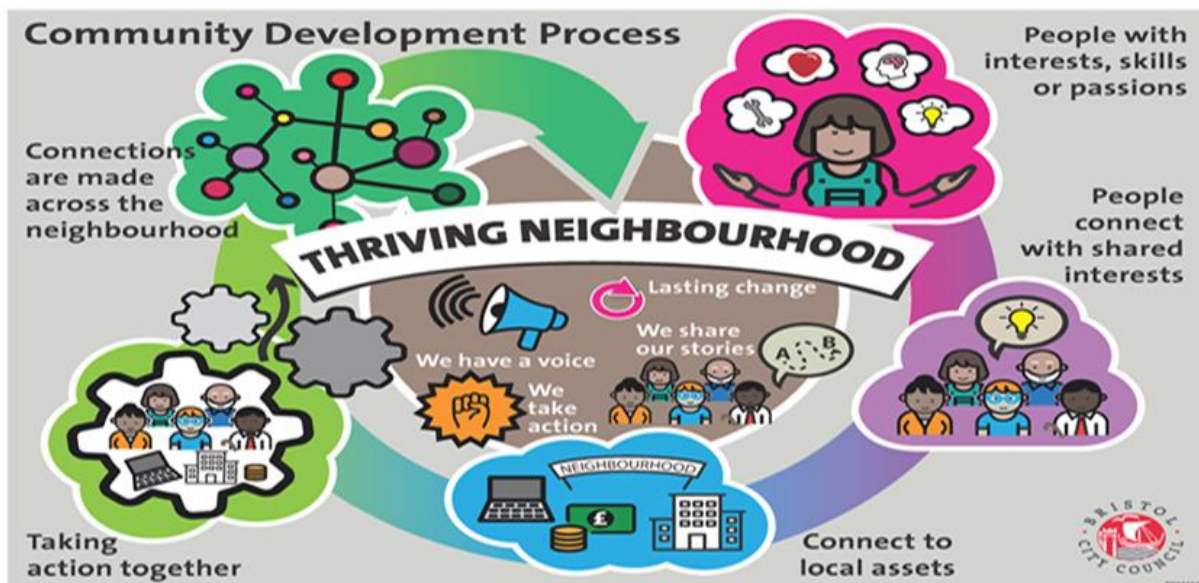 Community Development Process
People with
interests, skills
or passions
People
connect
with shared
interests
Connect to
local assets
Taking
action together
Connections
are made
across the
neighbourhood
THRIVING NEIGHBOURHOOD
Lasting change
We have a voice
We share
our stories
A B
We
take
action
NEIGHBOURHOOD
£
BRISTOL
CITY COUNCIL